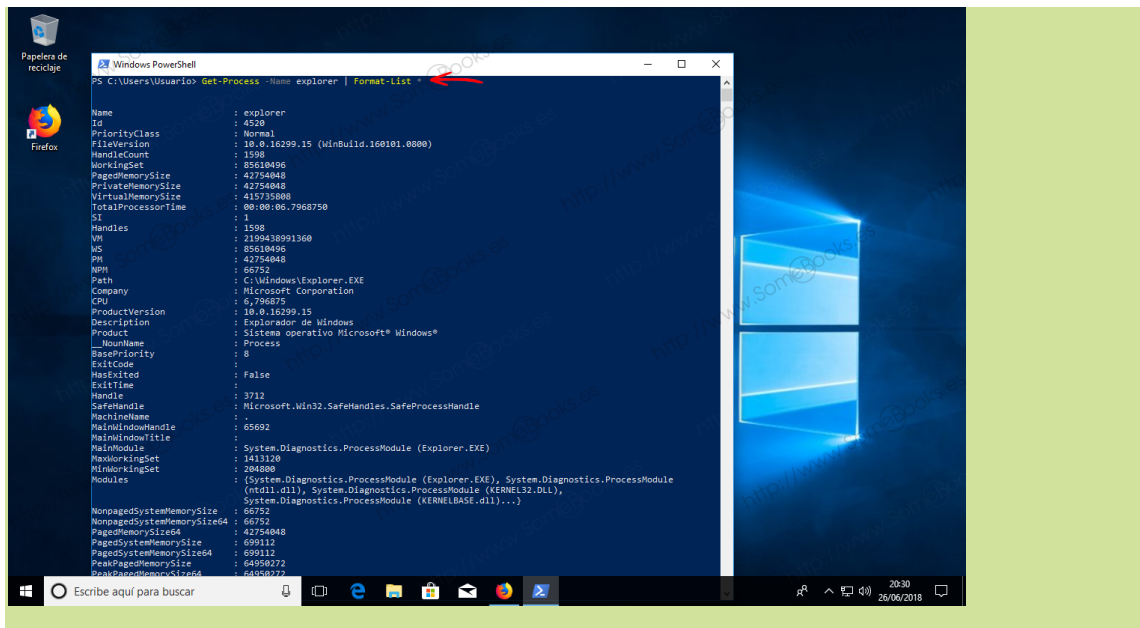 Papelera de
reciclaje
Firefox
Windows PowerShell
PS C:\Users\Usuario> Get-Process -Name explorer | Format-List *
Name : explorer
Id : 4520
PriorityClass : Normal
FileVersion : 10.0.16299.15 (WinBuild.160101.0800)
HandleCount : 1598
WorkingSet : 85610496
PagedMemorySize : 42754048
PrivateMemorySize : 42754048
VirtualMemorySize : 415735808
TotalProcessorTime : 00:00:06.7968750
SI : 1
Handles : 1598
VM : 2199438991360
WS : 85610496
PM : 42754048
NPM : 66752
Path : C:\Windows\Explorer.EXE
Company : Microsoft Corporation
CPU : 6,796875
ProductVersion : 10.0.16299.15
Description : Explorador de Windows
Product : Sistema operativo Microsoft® Windows®
__NounName : Process
BasePriority : 8
ExitCode :
HasExited : False
ExitTime :
Handle : 3712
SafeHandle : Microsoft.Win32.SafeHandles.SafeProcessHandle
MachineName : .
MainWindowHandle : 65692
MainWindowTitle :
MainModule : System.Diagnostics.ProcessModule (Explorer.EXE)
MaxWorkingSet : 1413120
MinWorkingSet : 204800
Modules : {System.Diagnostics.ProcessModule (Explorer.EXE), System.Diagnostics.ProcessModule
(ntdll.dll), System.Diagnostics.ProcessModule (KERNEL32.DLL),
System.Diagnostics.ProcessModule (KERNELBASE.dll)...}
NonpagedSystemMemorySize : 66752
NonpagedSystemMemorySize64 : 66752
PagedMemorySize64 : 42754048
PagedSystemMemorySize : 699112
PagedSystemMemorySize64 : 699112
PeakPagedMemorySize : 64950272
PeakPagedMemorySize64 : 64950272
Escribe aquí para buscar
20:30
26/06/2018
http://www.SomeBooks.es